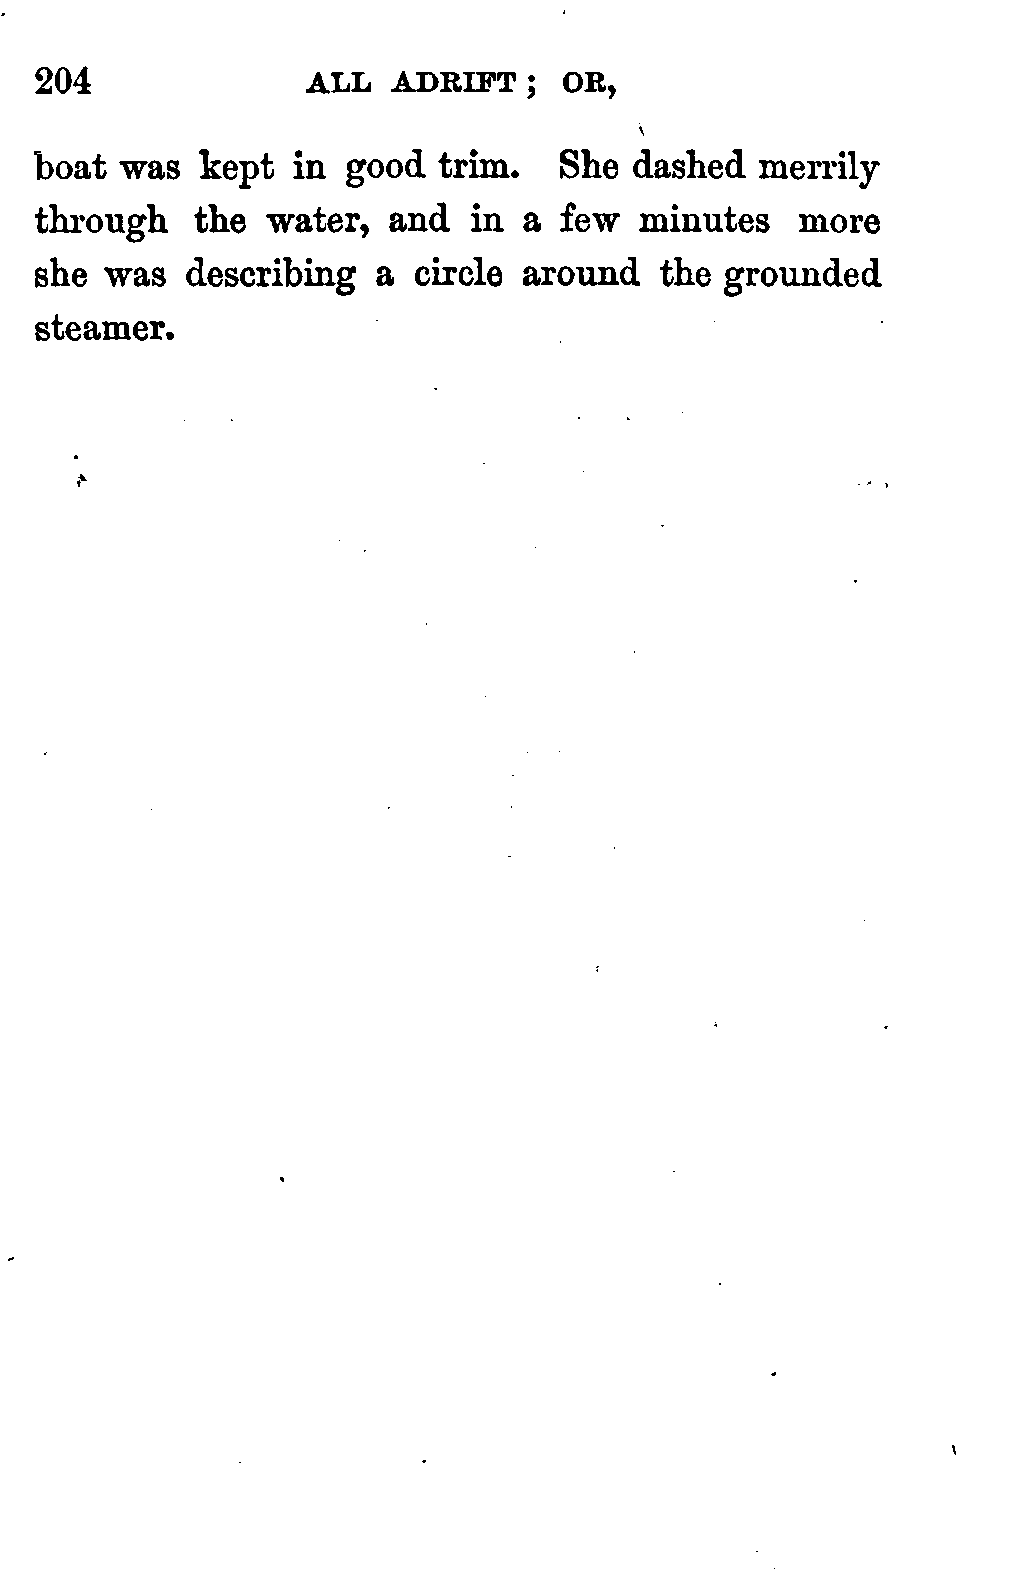 204 ALL ADRIFT; OR,
boat was kept in good trim. She dashed merrily
through the water, and in a few minutes more
she was describing a circle around the grounded
steamer.